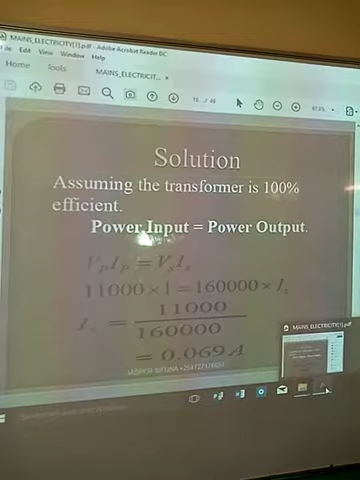 MAINS_ELECTRICITY[1].pdf - Adobe Acrobat Reader DC
File Edit View Window Help
Home Tools MAINS_ELECTRICIT... ×
18 / 49
Solution
Assuming the transformer is 100%
efficient.
Power Input = Power Output.
VₚIₚ = VₛIₛ
11000 × 1 = 160000 × Iₛ
Iₛ = 11000
160000
= 0.069 A
MAINS_ELECTRICITY[1].pdf